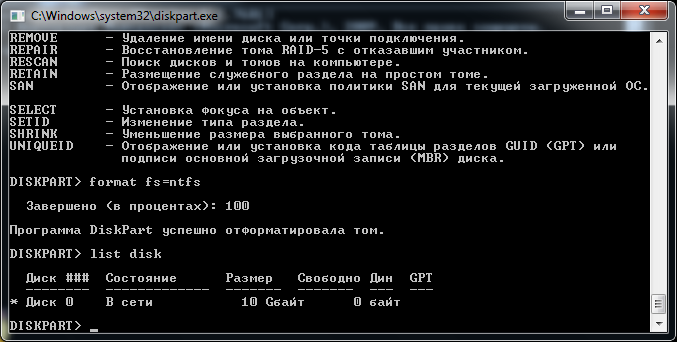 C:\Windows\system32\diskpart.exe
REMOVE - Удаление имени диска или точки подключения.
REPAIR - Восстановление тома RAID-5 с отказавшим участником.
RESCAN - Поиск дисков и томов на компьютере.
RETAIN - Размещение служебного раздела на простом томе.
SAN - Отображение или установка политики SAN для текущей загруженной ОС.
SELECT - Установка фокуса на объект.
SETID - Изменение типа раздела.
SHRINK - Уменьшение размера выбранного тома.
UNIQUEID - Отображение или установка кода таблицы разделов GUID (GPT) или
подписи основной загрузочной записи (MBR) диска.
DISKPART> format fs=ntfs
Завершено (в процентах): 100
Программа DiskPart успешно отформатировала том.
DISKPART> list disk
Диск ### Состояние Размер Свободно Дин GPT
-------- ------------- ------- ------- --- ---
* Диск 0 В сети 10 Gбайт 0 байт
DISKPART> _